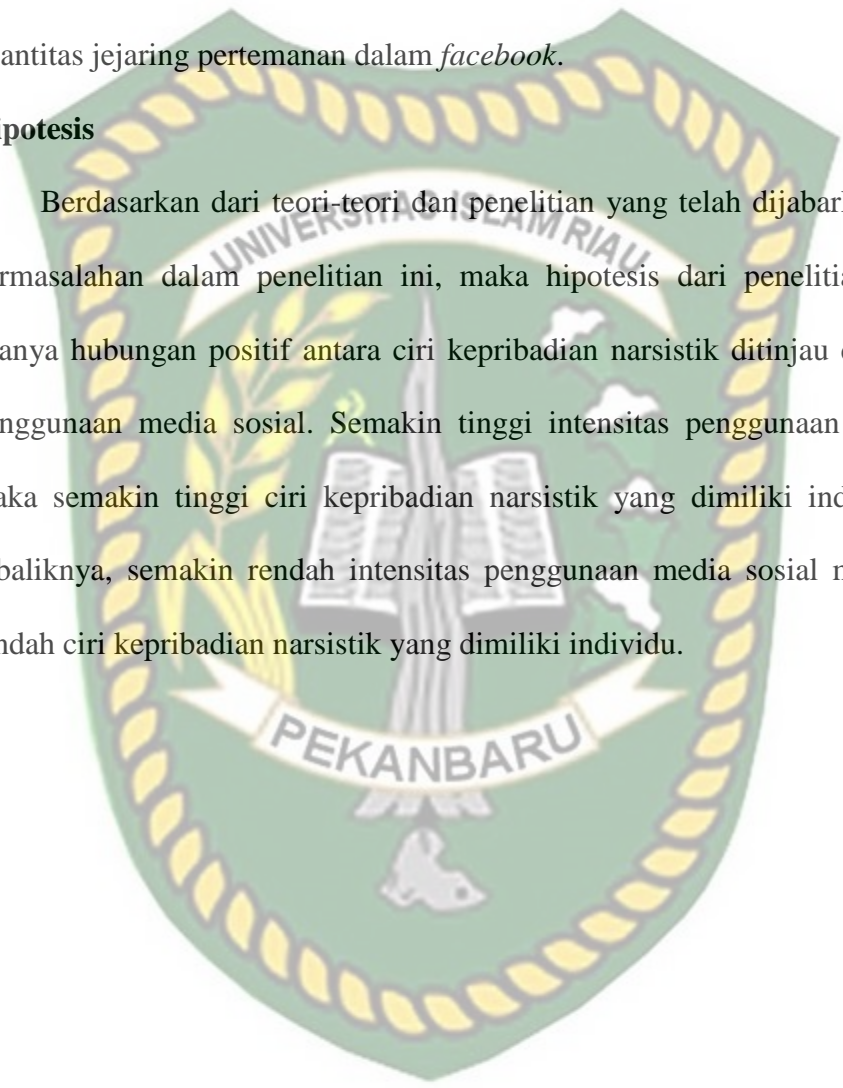 antitas jejaring pertemanan dalam facebook.
ipotesis
Berdasarkan dari teori-teori dan penelitian yang telah dijabar
rmasalahan dalam penelitian ini, maka hipotesis dari peneliti
anya hubungan positif antara ciri kepribadian narsistik ditinjau
nggunaan media sosial. Semakin tinggi intensitas penggunaan
aka semakin tinggi ciri kepribadian narsistik yang dimiliki ind
baliknya, semakin rendah intensitas penggunaan media sosial
ndah ciri kepribadian narsistik yang dimiliki individu.
UNIVERSITAS ISLAM RIAU
PEKANBARU